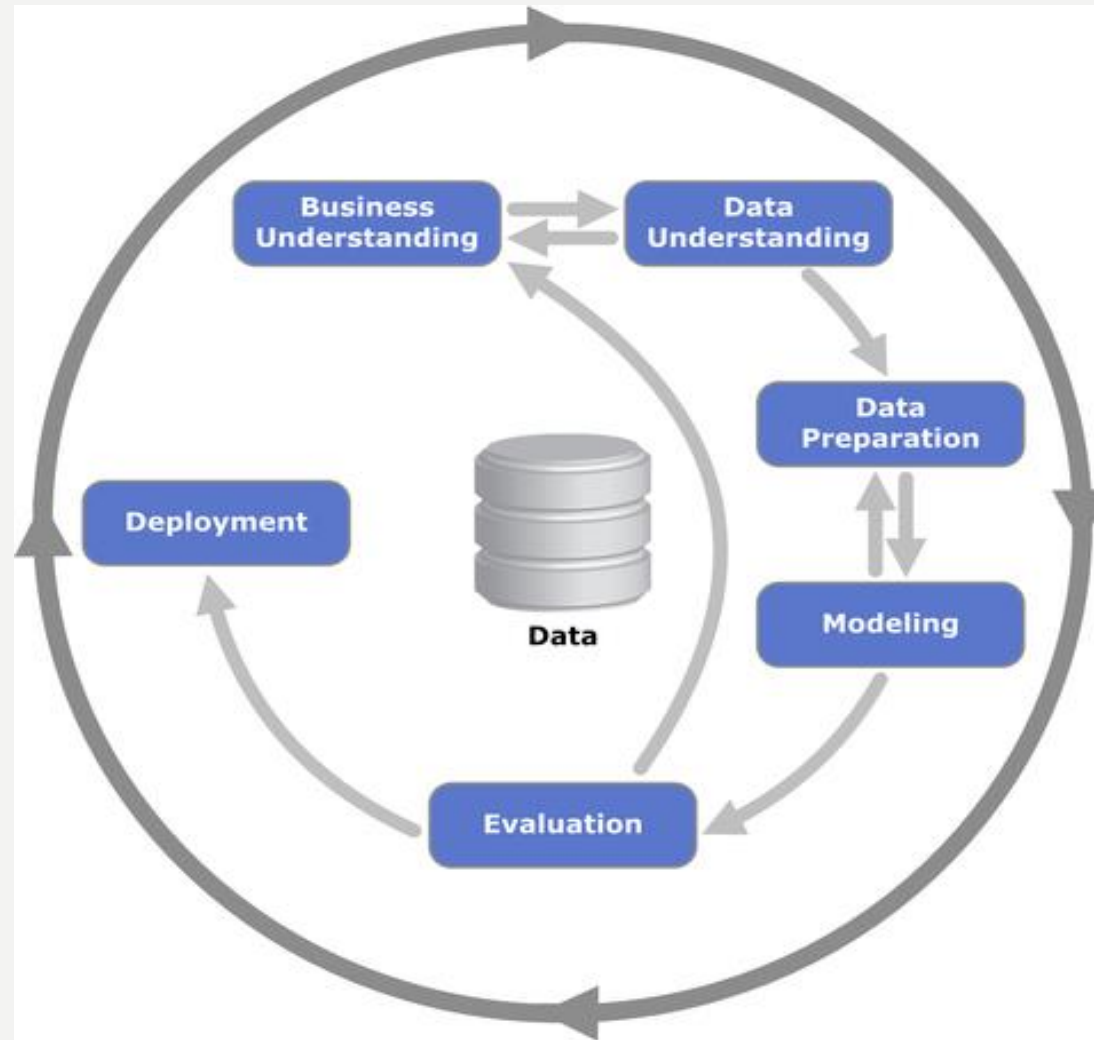 Business
Understanding
Data
Understanding
Data
Preparation
Deployment
Data
Modeling
Evaluation